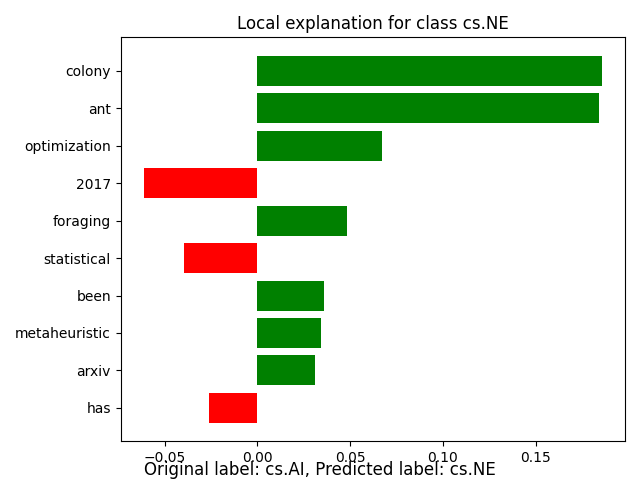 Local explanation for class cs.NE
colony
ant
optimization
2017
foraging
statistical
been
metaheuristic
arxiv
has
−0.05 0.00 0.05 0.10 0.15
Original label: cs.AI, Predicted label: cs.NE